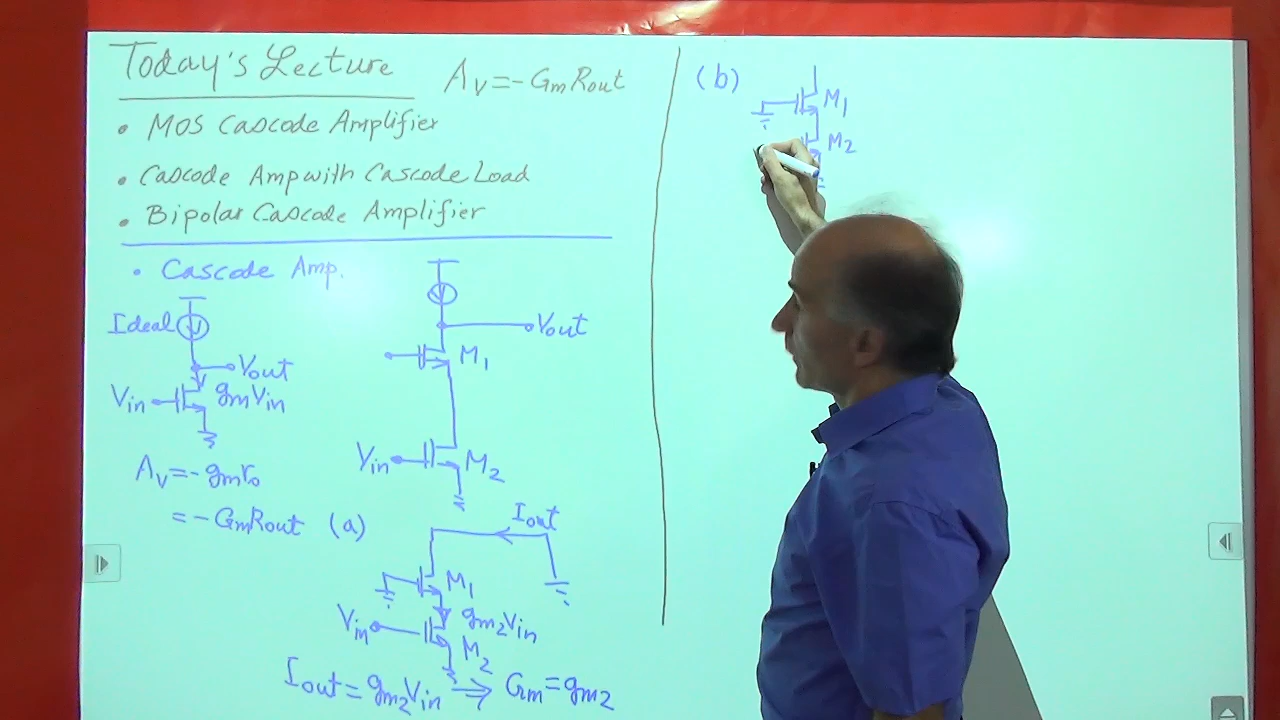 Today's Lecture
Av=-GmRout
• MOS Cascode Amplifier
• Cascode Amp with Cascode Load
• Bipolar Cascode Amplifier
• Cascode Amp.
Ideal
Vout
Vin
gmVin
Av=-gmro
=-GmRout
Vout
M1
Vin
M2
(a)
Iout
M1
gm2Vin
Vin
M2
Iout=gm2Vin ⇒ Gm=gm2
(b)
M1
M2